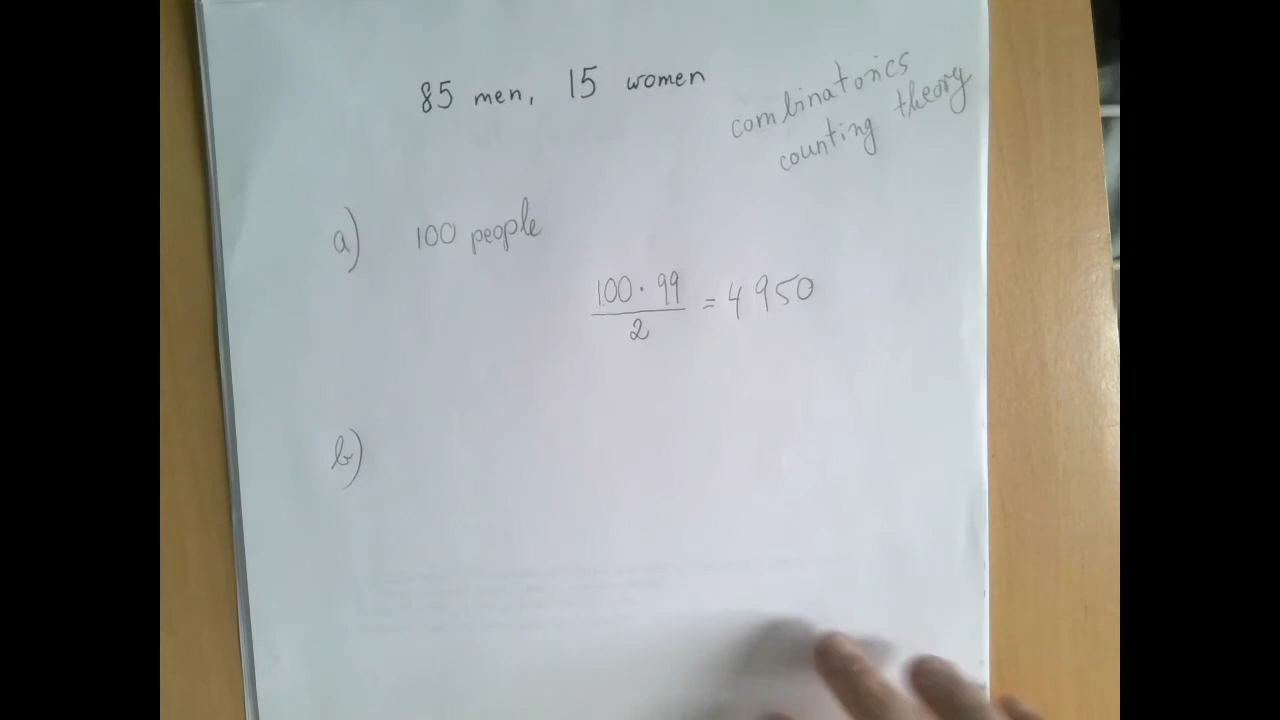 85 men, 15 women
combinatorics
counting theory
a) 100 people
100 · 99
2
= 4950
b)